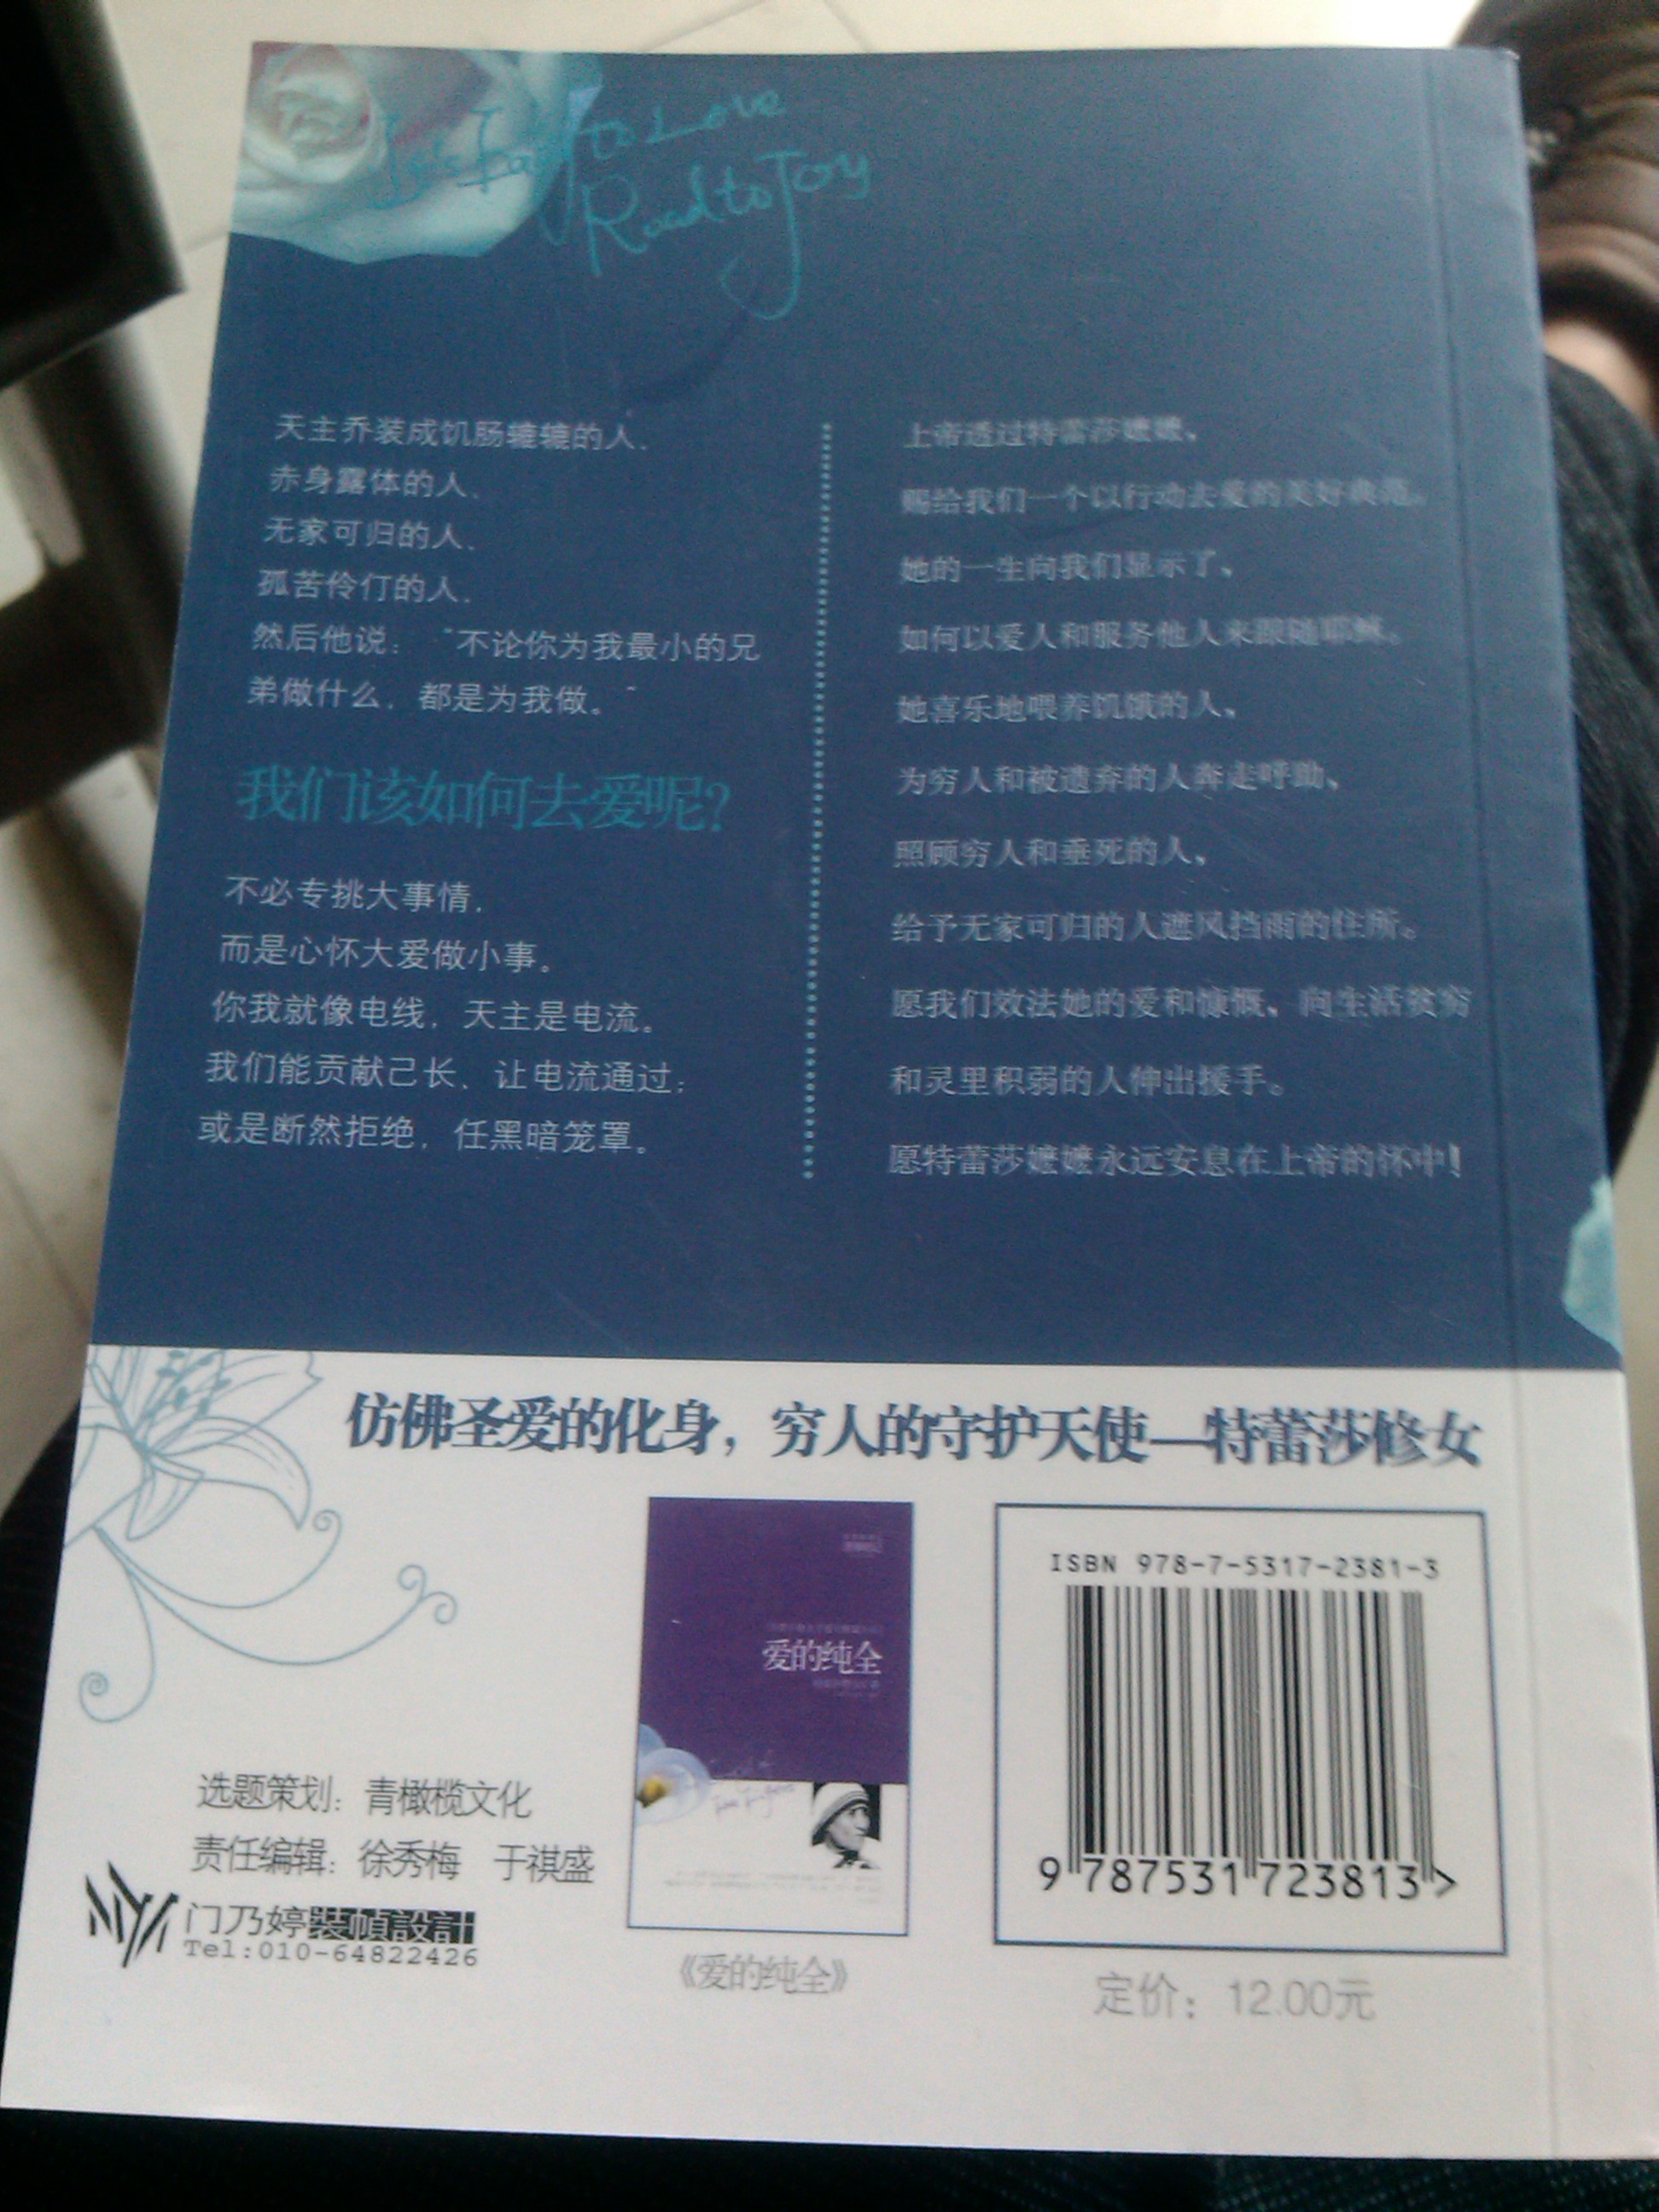 to Love
Road to Joy
天主乔装成饥肠辘辘的人,
赤身露体的人,
无家可归的人,
孤苦伶仃的人,
然后他说: "不论你为我最小的兄
弟做什么, 都是为我做。"
我们该如何去爱呢?
不必专挑大事情,
而是心怀大爱做小事。
你我就像电线, 天主是电流。
我们能贡献己长、让电流通过;
或是断然拒绝, 任黑暗笼罩。
上帝透过特蕾莎嬷嬷、
赐给我们一个以行动去爱的美好典范。
她的一生向我们显示了、
如何以爱人和服务他人来跟随耶稣。
她喜乐地喂养饥饿的人、
为穷人和被遗弃的人奔走呼助、
照顾穷人和垂死的人、
给予无家可归的人遮风挡雨的住所。
愿我们效法她的爱和慷慨、向生活贫穷
和灵里积弱的人伸出援手。
愿特蕾莎嬷嬷永远安息在上帝的怀中!
仿佛圣爱的化身，穷人的守护天使—特蕾莎修女
爱的纯全
《爱的纯全》
ISBN 978-7-5317-2381-3
9 787531 723813 >
定价：12.00元
选题策划：青橄榄文化
责任编辑：徐秀梅 于祺盛
门乃婷装幀設計
Tel:010-64822426